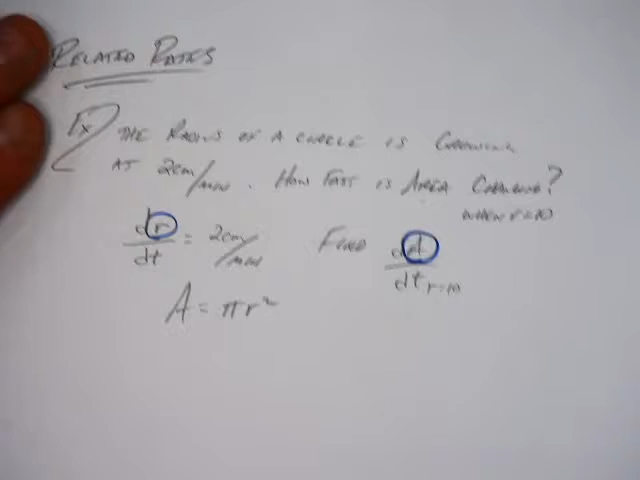 RELATED RATES
Ex THE RADIUS OF A CIRCLE IS GROWING
AT 2cm/min. HOW FAST IS AREA CHANGING?
WHEN r=10
dr/dt = 2cm/min FIND dA/dt r=10
A = πr²